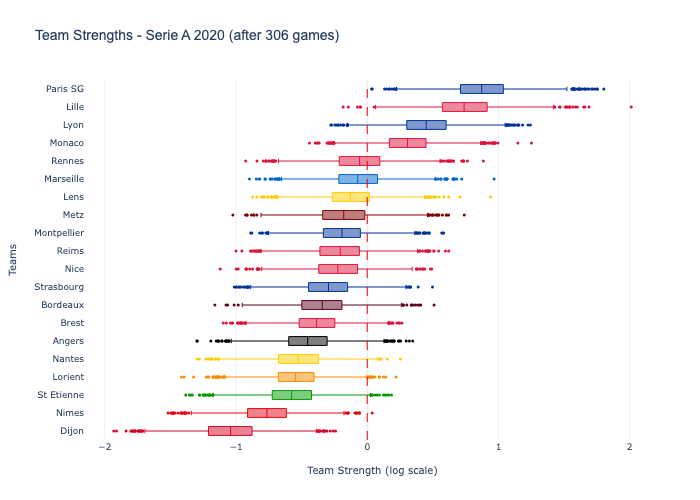 Team Strengths - Serie A 2020 (after 306 games)
Paris SG
Lille
Lyon
Monaco
Rennes
Marseille
Lens
Metz
Montpellier
Reims
Nice
Strasbourg
Bordeaux
Brest
Angers
Nantes
Lorient
St Etienne
Nimes
Dijon
Teams
−2 −1 0 1 2
Team Strength (log scale)